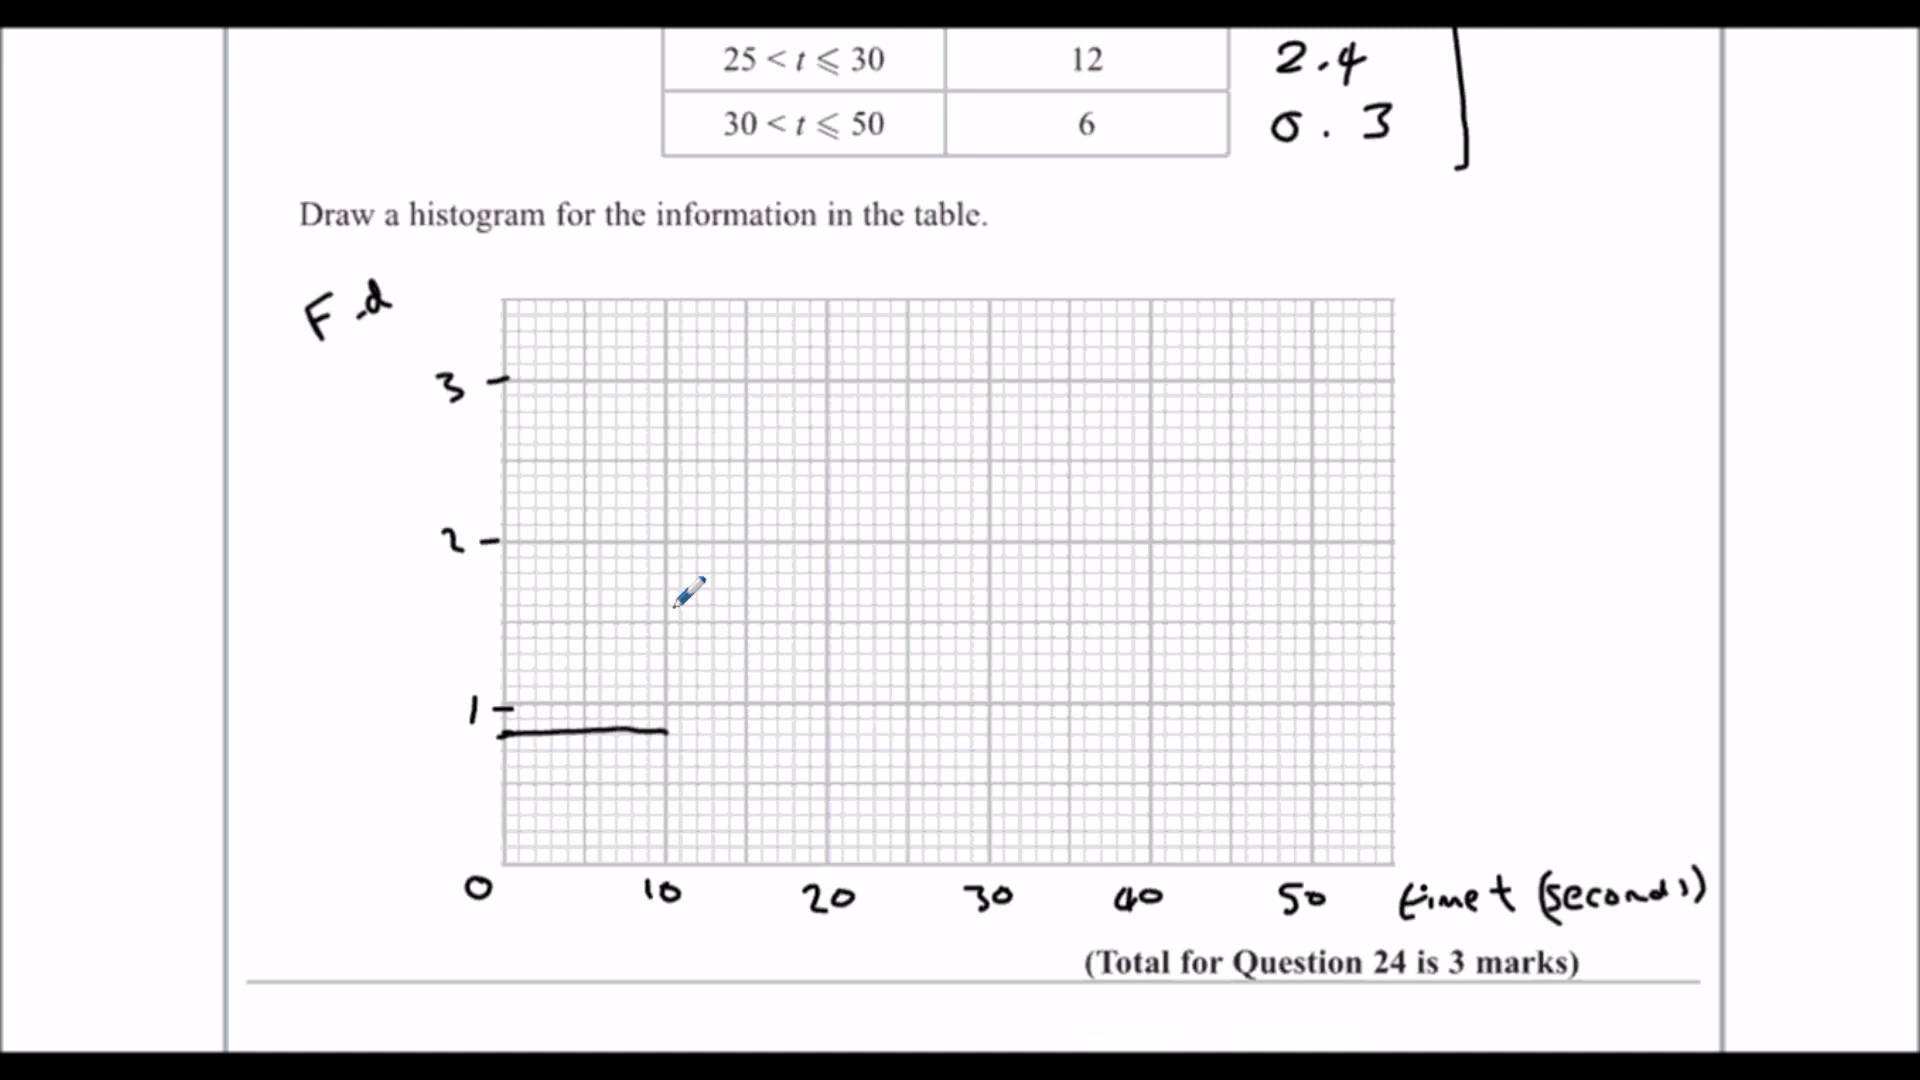 25 < t ⩽ 30 12 2.4
30 < t ⩽ 50 6 0.3
Draw a histogram for the information in the table.
F.d
3
2
1
0 10 20 30 40 50 time t (seconds)
(Total for Question 24 is 3 marks)